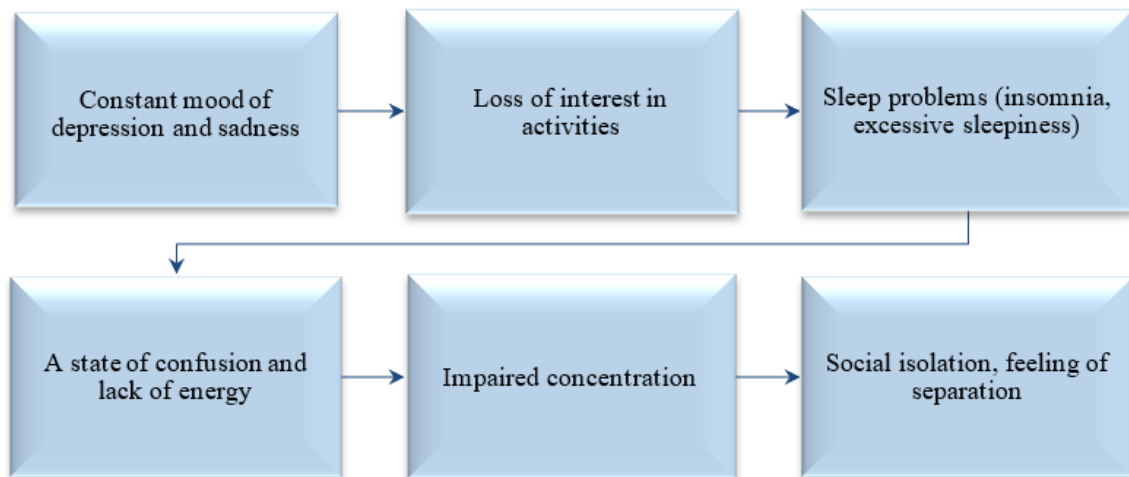 Constant mood of
depression and sadness
Loss of interest in
activities
Sleep problems (insomnia,
excessive sleepiness)
A state of confusion and
lack of energy
Impaired concentration
Social isolation, feeling of
separation